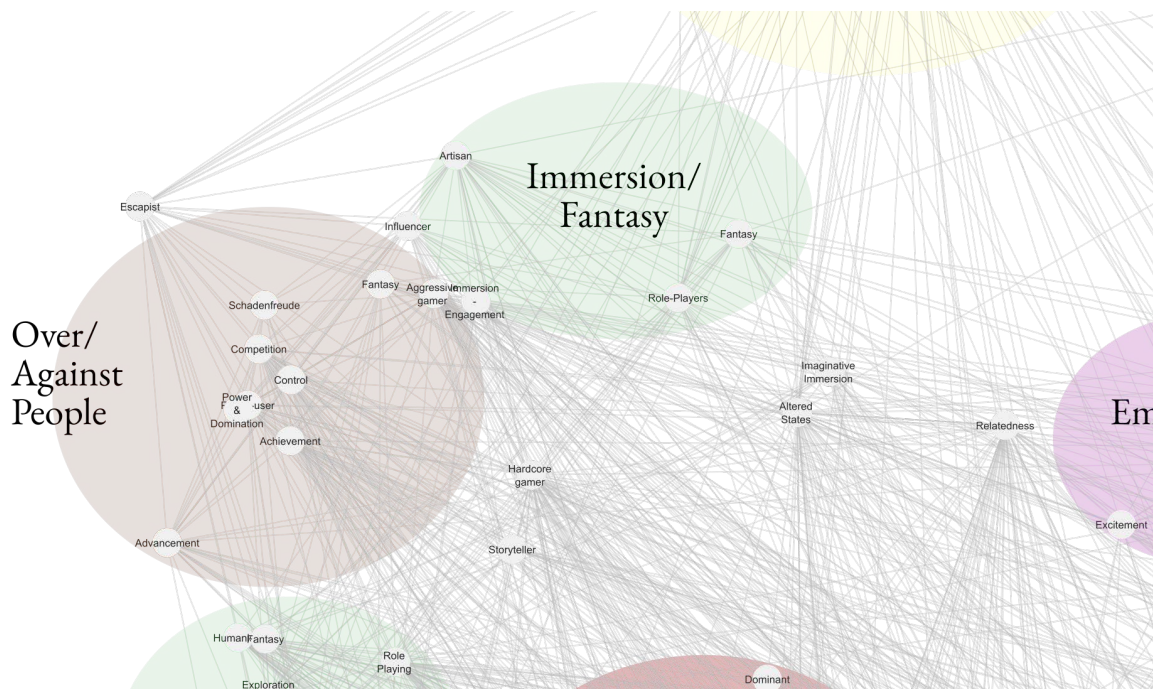 Artisan
Immersion/
Fantasy
Escapist
Influencer
Fantasy
Fantasy
Aggressive
gamer
Immersion
-
Engagement
Role-Players
Schadenfreude
Over/
Against
People
Competition
Control
Power
&
Domination
-user
Achievement
Imaginative
Immersion
Altered
States
Relatedness
Em
Hardcore
gamer
Excitement
Advancement
Storyteller
Human
Fantasy
Role
Playing
Exploration
Dominant